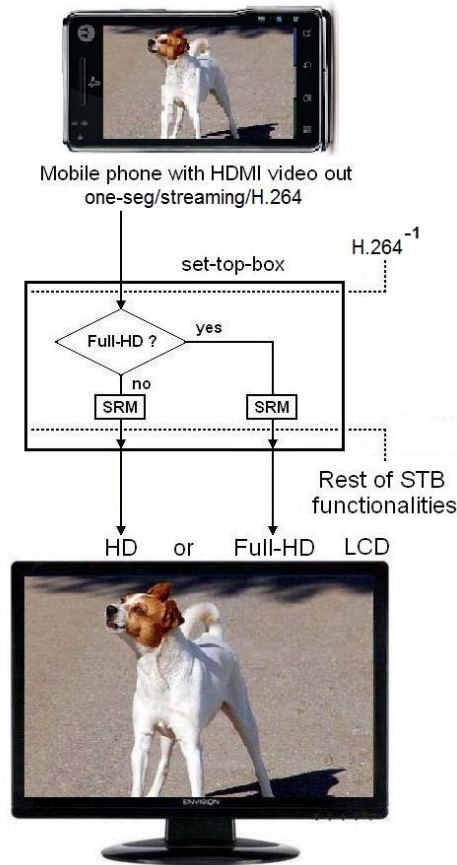 Mobile phone with HDMI video out
one-seg/streaming/H.264
H.264⁻¹
set-top-box
Full-HD ?
yes
no
SRM
SRM
Rest of STB
functionalities
HD or Full-HD LCD
ENVISION